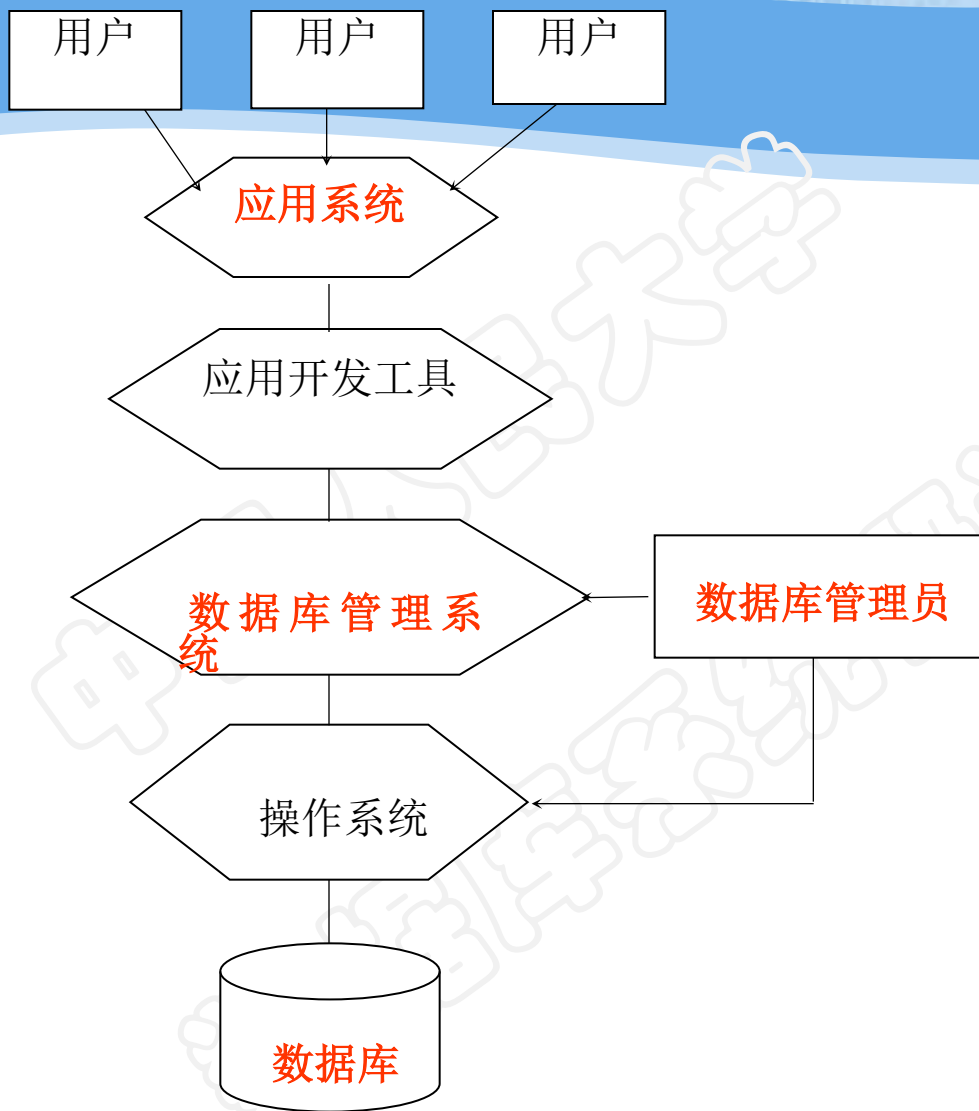 用户
用户
用户
应用系统
应用开发工具
数据库管理系
统
数据库管理员
操作系统
数据库